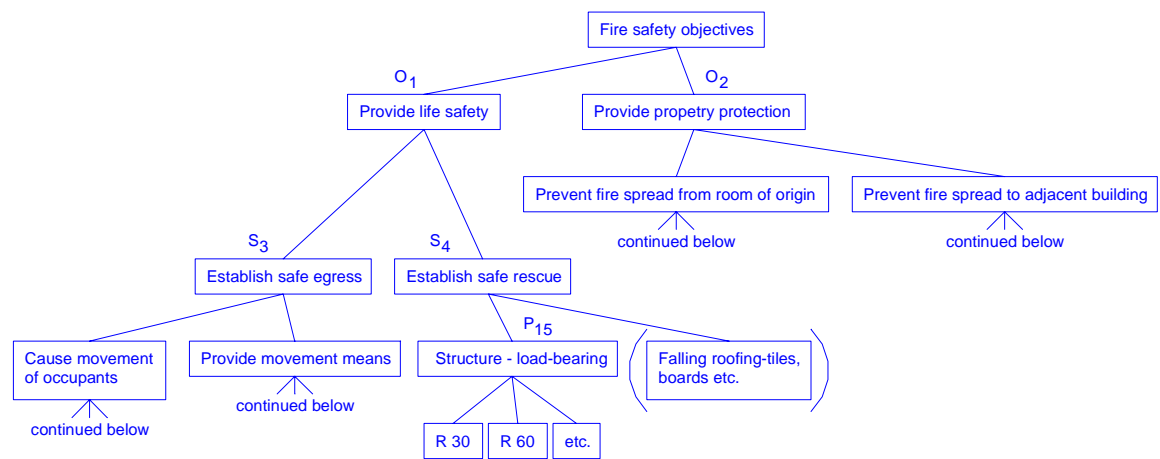 Fire safety objectives
O1
O2
Provide life safety
Provide propetry protection
Prevent fire spread from room of origin
Prevent fire spread to adjacent building
continued below
continued below
S3
S4
Establish safe egress
Establish safe rescue
P15
Cause movement
of occupants
Provide movement means
Structure - load-bearing
Falling roofing-tiles,
boards etc.
continued below
continued below
R 30
R 60
etc.